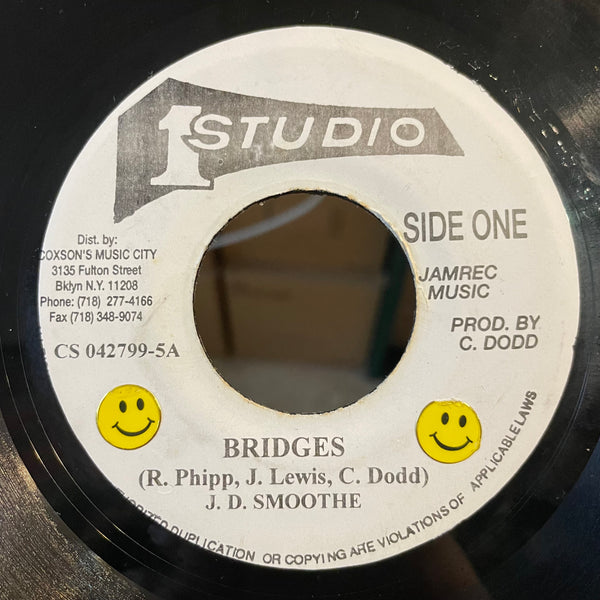 1 STUDIO
SIDE ONE
Dist. by:
COXSON'S MUSIC CITY
3135 Fulton Street
Bklyn N.Y. 11208
Phone: (718) 277-4166
Fax (718) 348-9074
CS 042799-5A
JAMREC
MUSIC
PROD. BY
C. DODD
BRIDGES
(R. Phipp, J. Lewis, C. Dodd)
J. D. SMOOTHE
DUPLICATION OR COPYING ARE VIOLATIONS OF APPLICABLE LAWS